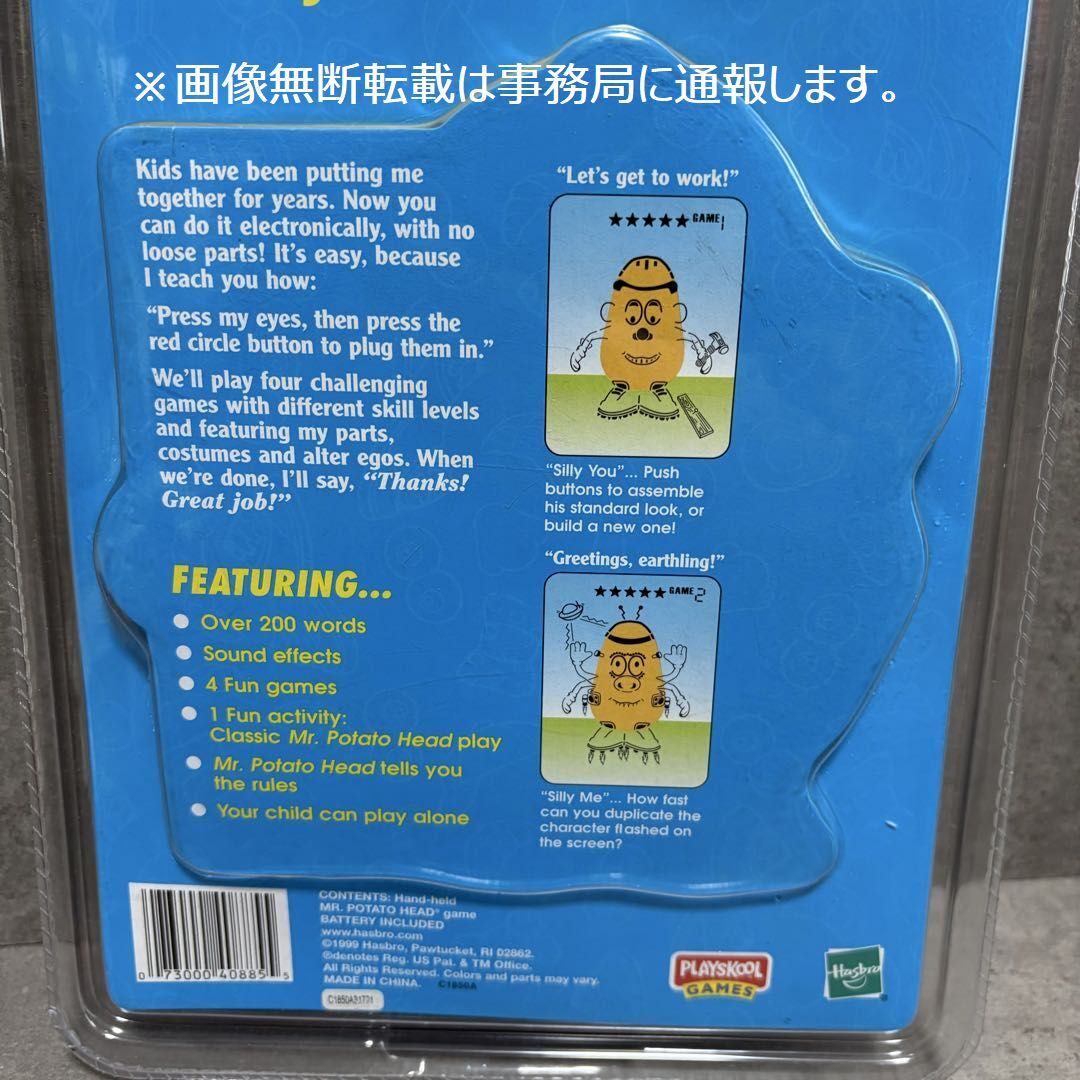 ※画像無断転載は事務局に通報します。
Kids have been putting me
together for years. Now you
can do it electronically, with no
loose parts! It's easy, because
I teach you how:
“Press my eyes, then press the
red circle button to plug them in.”
We'll play four challenging
games with different skill levels
and featuring my parts,
costumes and alter egos. When
we're done, I'll say, “Thanks!
Great job!”
FEATURING...
Over 200 words
Sound effects
4 Fun games
1 Fun activity:
Classic Mr. Potato Head play
Mr. Potato Head tells you
the rules
Your child can play alone
“Let's get to work!”
★★★★★ GAME 1
“Silly You”... Push
buttons to assemble
his standard look, or
build a new one!
“Greetings, earthling!”
★★★★★ GAME 2
“Silly Me”... How fast
can you duplicate the
character flashed on
the screen?
0 73000 40885 5
CONTENTS: Hand-held
MR. POTATO HEAD® game
BATTERY INCLUDED
www.hasbro.com
©1999 Hasbro, Pawtucket, RI 02862.
®denotes Reg. US Pat. & TM Office.
All Rights Reserved. Colors and parts may vary.
MADE IN CHINA. C1850A
PLAYSKOOL
GAMES
Hasbro